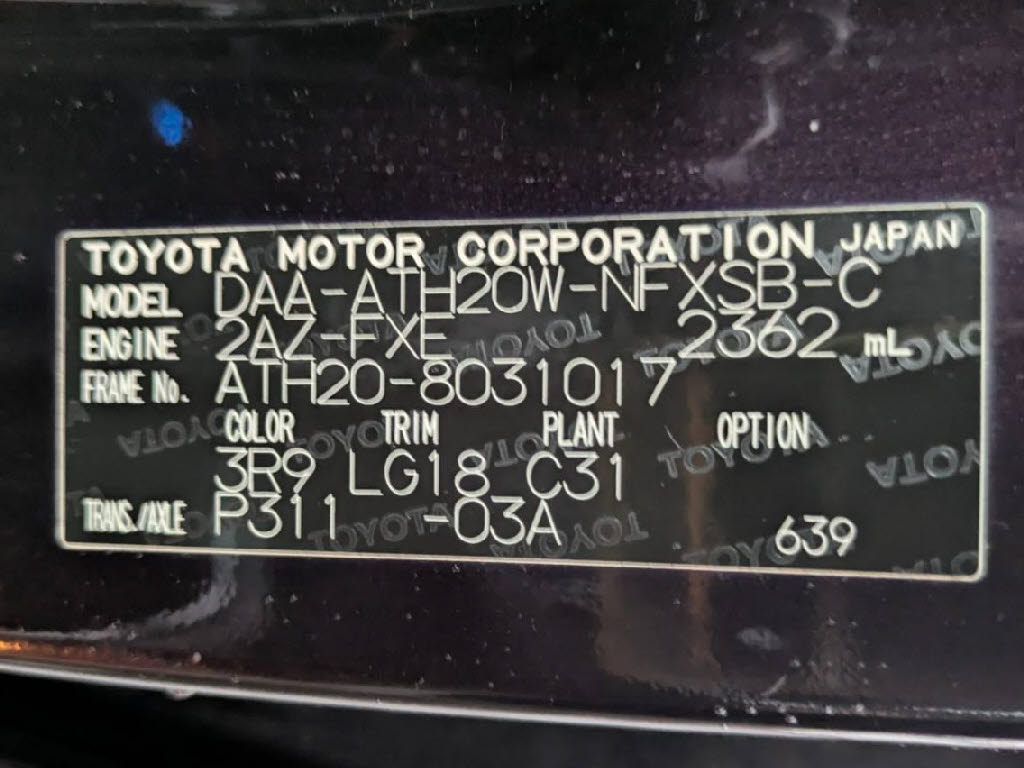 TOYOTA MOTOR CORPORATION JAPAN
MODEL DAA-ATH20W-NFXSB-C
ENGINE 2AZ-FXE 2362 mL
FRAME No. ATH20-8031017
COLOR TRIM PLANT OPTION
3R9 LG18 C31
TRANS./AXLE P311 -03A 639